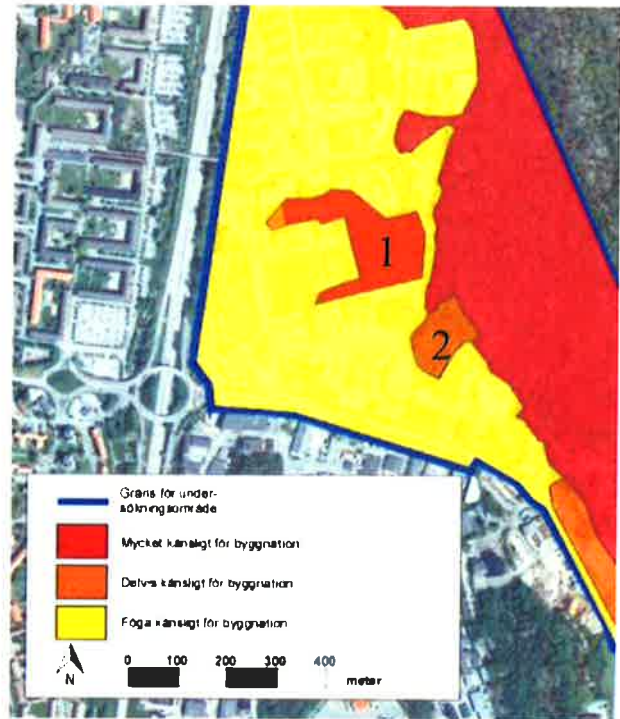 1
2
Gräns för under-
sökningsområde
Mycket känsligt för byggnation
Delvis känsligt för byggnation
Föga känsligt för byggnation
N
0 100 200 300 400
meter